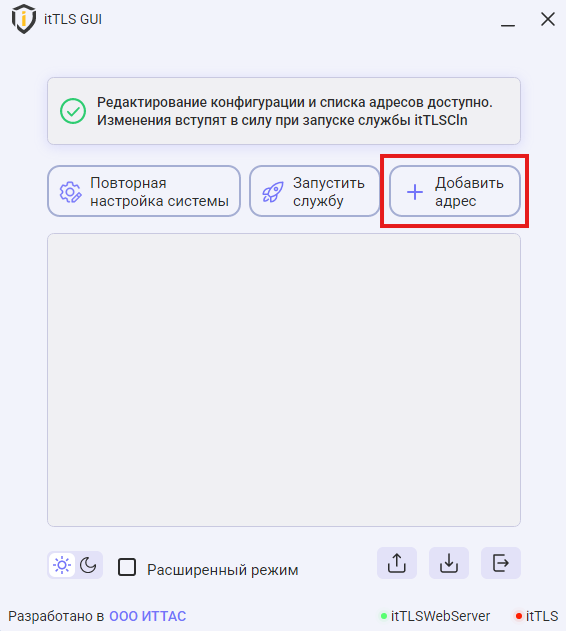 itTLS GUI
Редактирование конфигурации и списка адресов доступно.
Изменения вступят в силу при запуске службы itTLSCln
Повторная
настройка системы
Запустить
службу
Добавить
адрес
Расширенный режим
Разработано в ООО ИТТАС
itTLSWebServer
itTLS